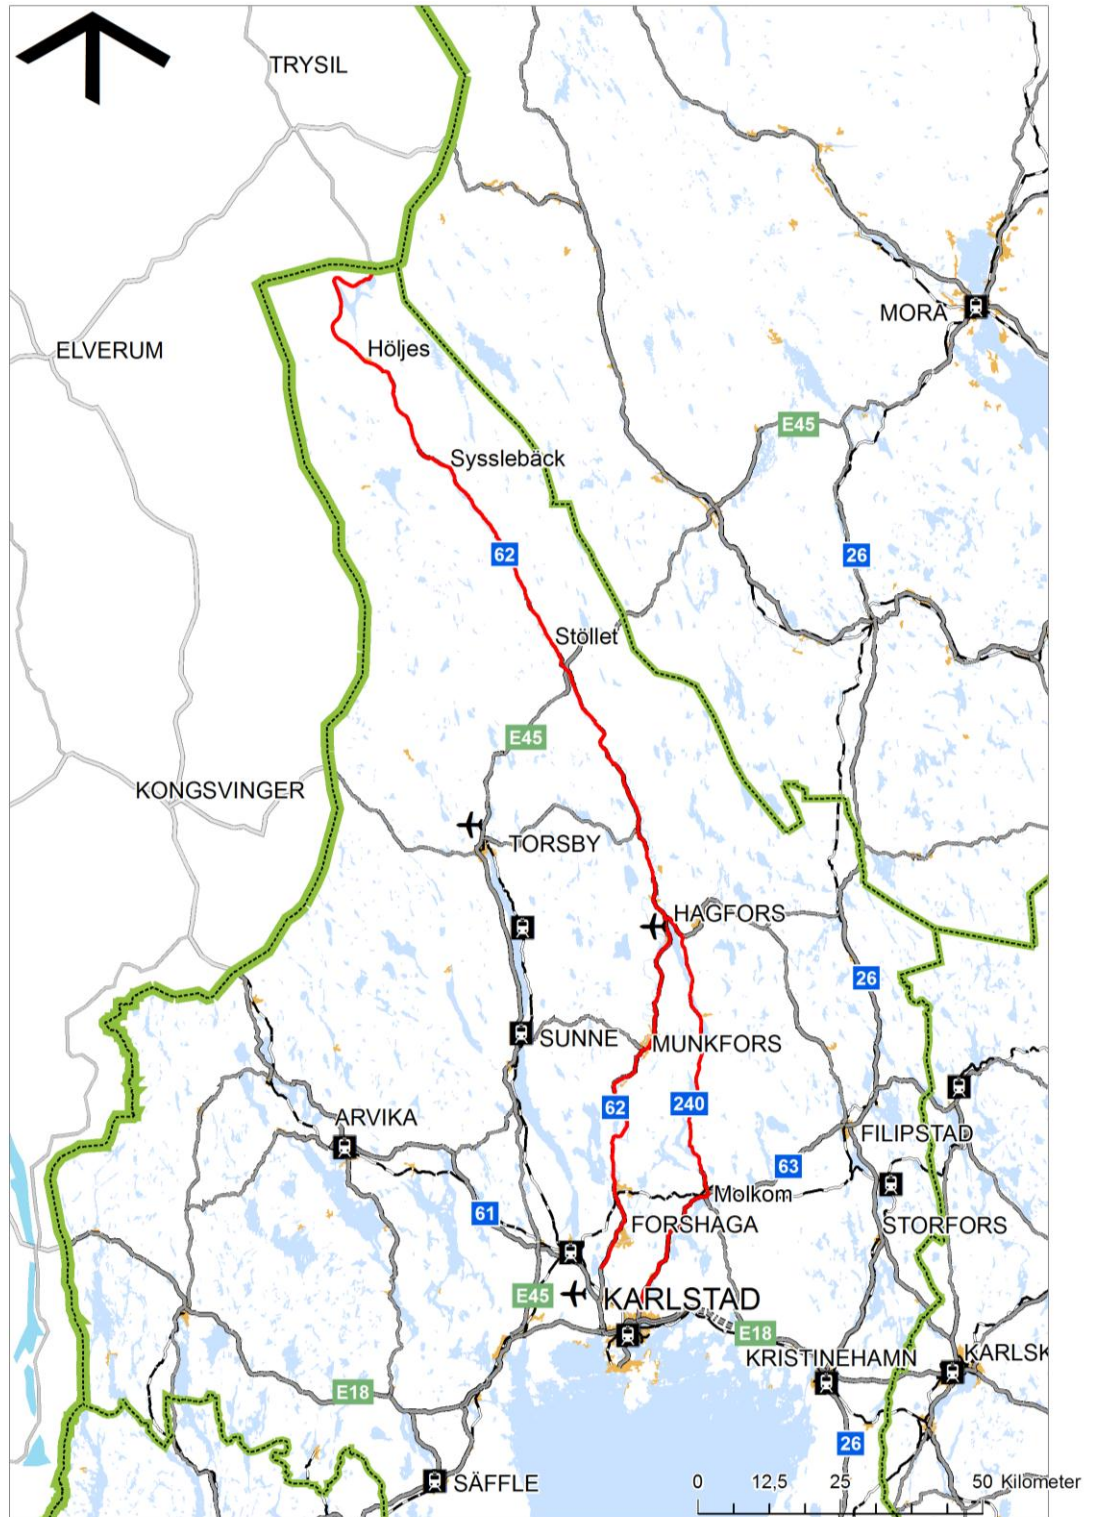 TRYSIL
MORA
ELVERUM
Höljes
E45
Sysslebäck
62
26
Stöllet
E45
KONGSVINGER
TORSBY
HAGFORS
26
SUNNE
MUNKFORS
62
240
ARVIKA
FILIPSTAD
63
Molkom
61
FORSHAGA
STORFORS
E45
KARLSTAD
E18
KRISTINEHAMN
KARLSK
E18
26
SÄFFLE
0 12,5 25 50 Kilometer